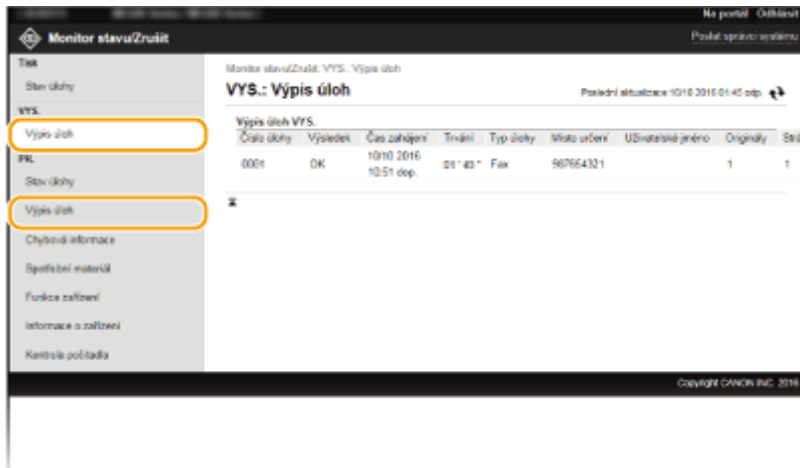 Na portál Odhlásit
Monitor stavu/Zrušit
Poslat správci systému
Tisk
Stav úlohy
VYS.
Výpis úloh
Př.
Stav úlohy
Výpis úloh
Chybová informace
Spotřební materiál
Funkce zařízení
Informace o zařízení
Kontrola počítadla
Monitor stavu/Zrušit: VYS.: Výpis úloh
VYS.: Výpis úloh
Poslední aktualizace: 10/10 2016 01:45 odp.
Výpis úloh VYS.
Číslo úlohy Výsledek Čas zahájení Trvání Typ úlohy Místo určení Uživatelské jméno Originály
0001 OK 10/10 2016 10:51 dop. Fax 987654321 1 1
Copyright CANON INC. 2016